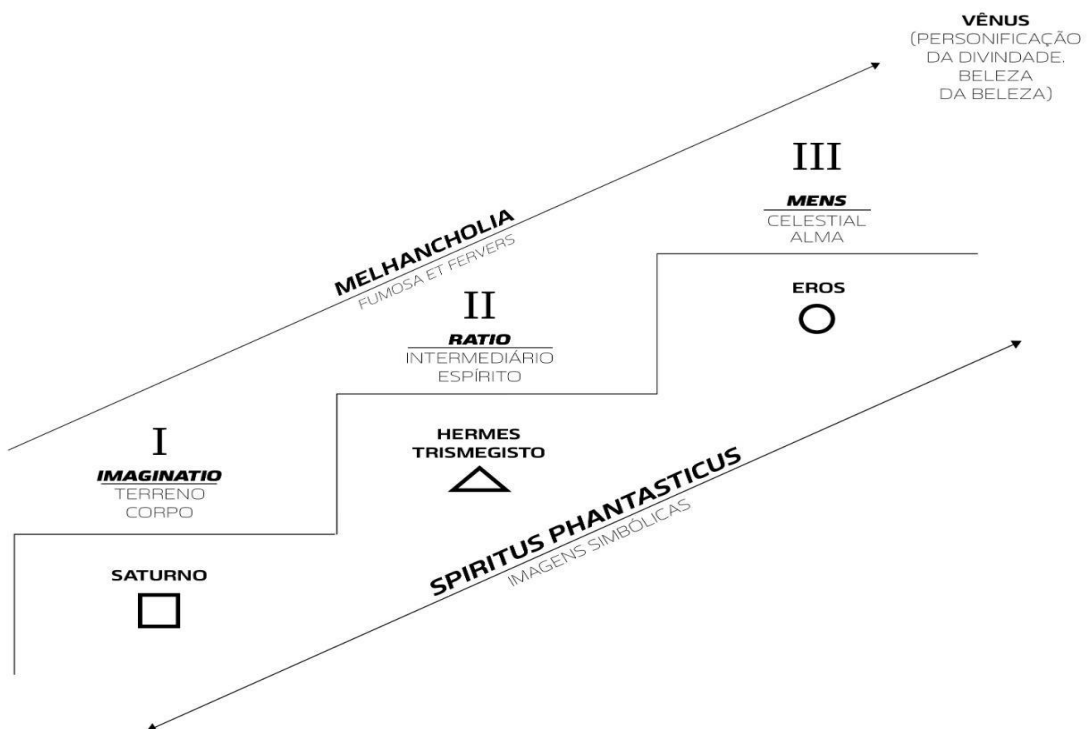 VÊNUS
(PERSONIFICAÇÃO
DA DIVINDADE.
BELEZA
DA BELEZA)
III
MENS
CELESTIAL
ALMA
MELHANCHOLIA
FUMOSA ET FERVERS
EROS
II
RATIO
INTERMEDIÁRIO
ESPÍRITO
HERMES
TRISMEGISTO
I
IMAGINATIO
TERRENO
CORPO
SPIRITUS PHANTASTICUS
IMAGENS SIMBÓLICAS
SATURNO